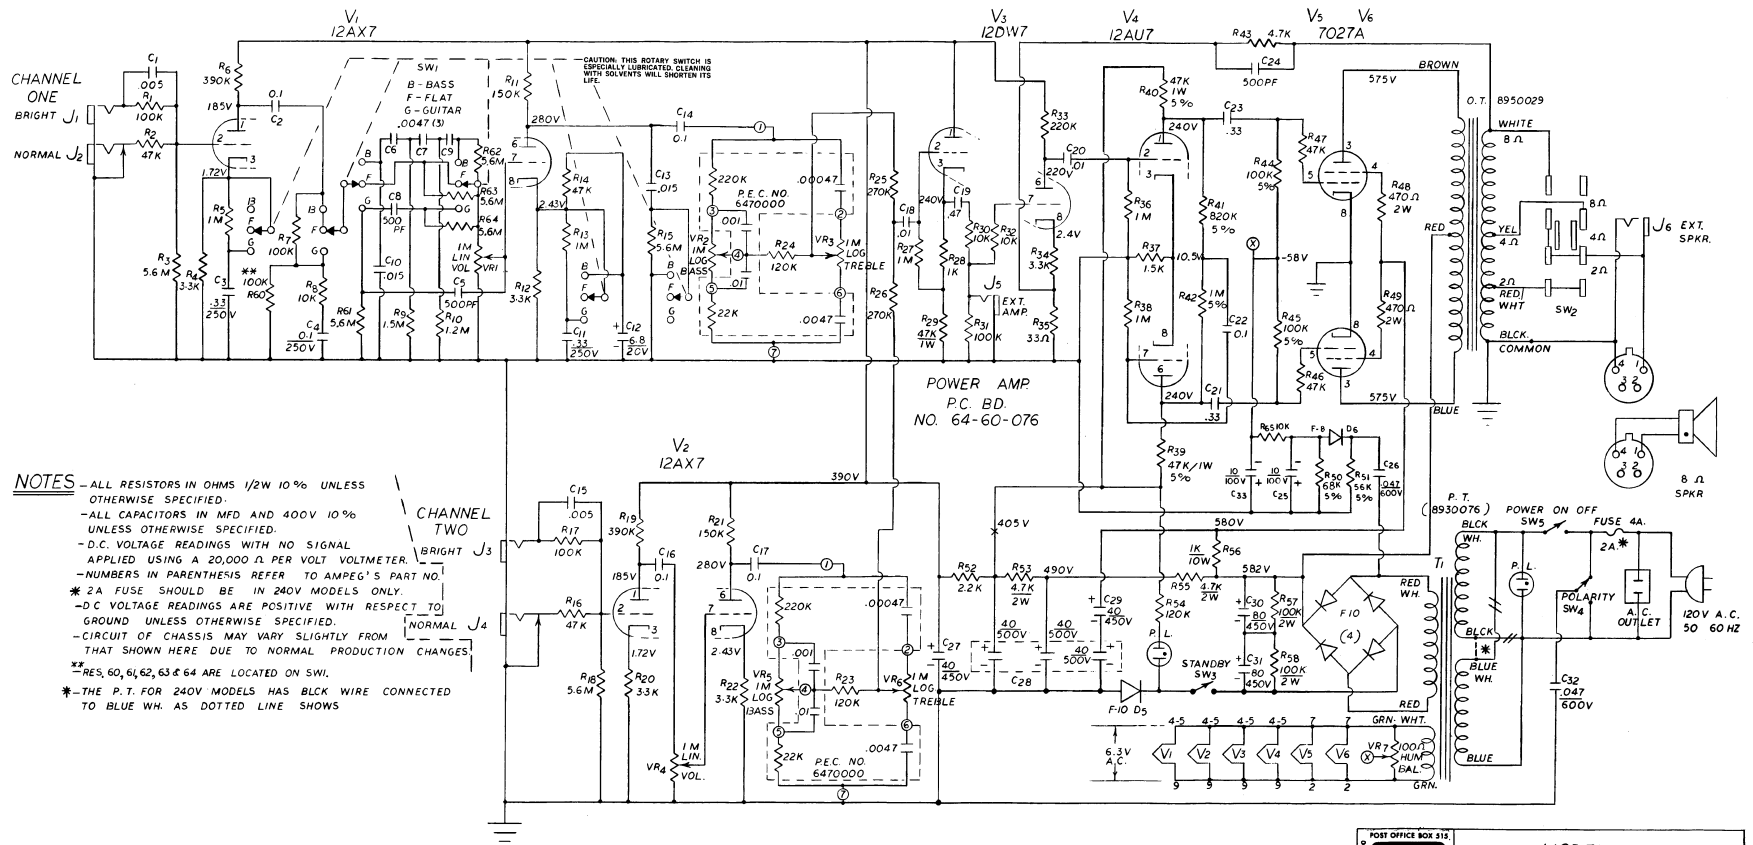 V1
12AX7
V3
12DW7
V4
12AU7
V5 V6
7027A
CHANNEL
ONE
BRIGHT J1
NORMAL J2
C1
.005
R1
100K
R2
47K
R6
390K
185V
0.1
C2
1.72V
R5
1M
R3
5.6M
R4
3.3K
C3
.33
250V
**
100K
R60
R7
100K
R8
10K
C4
0.1
250V
SW1
B-BASS
F-FLAT
G-GUITAR
.0047 (3)
C6 C7 C9
R62
5.6M
R63
5.6M
R64
5.6M
C8
500
PF
1M
LIN
VOL
VR1
C10
.015
C5
500PF
R61
5.6M
R9
1.5M
R10
1.2M
R11
150K
280V
CAUTION: THIS ROTARY SWITCH IS
ESPECIALLY LUBRICATED. CLEANING
WITH SOLVENTS WILL SHORTEN ITS
LIFE.
2.43V
R14
47K
R13
1M
R12
3.3K
C11
.33
250V
C12
6.8
20V
C13
.015
R15
5.6M
C14
0.1
220K
P.E.C. NO.
6470000
.00047
.001
VR2
1M
LOG
BASS
.01
R24
120K
VR3
1M
LOG
TREBLE
22K
.0047
R25
270K
R26
270K
C18
.01
R27
1M
240V
C19
.47
R28
1K
R29
47K
1W
R30
10K
R32
10K
J5
EXT.
AMP.
R31
100K
R33
220K
220V
C20
.01
2.4V
R34
3.3K
R35
33Ω
POWER AMP.
P.C. BD.
NO. 64-60-076
R43 4.7K
C24
500PF
47K
R40 1W
5%
240V
C23
.33
R36
1M
R37
1.5K
10.5V
R38
1M
R41
820K
5%
R42
1M
5%
C22
0.1
240V
C21
.33
R39
47K/1W
5%
R44
100K
5%
-58V
R45
100K
5%
R47
47K
R46
47K
R48
470Ω
2W
R49
470Ω
2W
575V
BROWN
RED
575V
BLUE
O.T. 8950029
WHITE
8Ω
YEL
4Ω
2Ω
RED/
WHT
BLCK.
COMMON
8Ω
4Ω
2Ω
SW2
J6
EXT.
SPKR.
8 Ω
SPKR
R65 10K
F-8 D6
10
100V
C33
10
100V
C25
R50
68K
5%
R51
56K
5%
C26
.047
600V
NOTES -ALL RESISTORS IN OHMS 1/2W 10% UNLESS
OTHERWISE SPECIFIED.
-ALL CAPACITORS IN MFD AND 400V 10%
UNLESS OTHERWISE SPECIFIED.
-D.C. VOLTAGE READINGS WITH NO SIGNAL
APPLIED USING A 20,000 Ω PER VOLT VOLTMETER.
-NUMBERS IN PARENTHESIS REFER TO AMPEG'S PART NO.
* 2A FUSE SHOULD BE IN 240V MODELS ONLY.
-DC VOLTAGE READINGS ARE POSITIVE WITH RESPECT TO
GROUND UNLESS OTHERWISE SPECIFIED.
-CIRCUIT OF CHASSIS MAY VARY SLIGHTLY FROM
THAT SHOWN HERE DUE TO NORMAL PRODUCTION CHANGES
**-RES. 60, 61, 62, 63 & 64 ARE LOCATED ON SW1.
*-THE P.T. FOR 240V MODELS HAS BLCK WIRE CONNECTED
TO BLUE WH. AS DOTTED LINE SHOWS
CHANNEL
TWO
BRIGHT J3
NORMAL J4
V2
12AX7
C15
.005
R17
100K
R16
47K
R18
5.6M
R19
390K
185V
C16
0.1
1.72V
R20
3.3K
1M
LIN.
VR4
VOL.
R21
150K
390V
280V
C17
0.1
2.43V
R22
3.3K
220K
.00047
.001
VR5
1M
LOG
BASS
.01
R23
120K
VR6
1M
LOG
TREBLE
22K
.0047
P.E.C. NO.
6470000
405V
R52
2.2K
R53
4.7K
2W
490V
580V
1K
10W
R56
R55 4.7K
2W
582V
C27
40
450V
40
500V
40
500V
40
500V
C28
C29
40
450V
R54
120K
P.L.
F-10 D5
STANDBY
SW3
C30
80
450V
C31
80
450V
R57
100K
2W
R58
100K
2W
F10
(4)
RED
WH.
RED
T1
P.T.
(8930076)
BLCK
WH.
BLCK
BLUE
WH.
BLUE
*
POWER ON OFF
SW5
FUSE 4A.
2A.*
P.L.
POLARITY
SW4
A.C.
OUTLET
120V A.C.
50 60HZ
C32
.047
600V
6.3V
A.C.
4-5 4-5 4-5 4-5 7 7 GRN. WHT.
V1 V2 V3 V4 V5 V6
9 9 9 9 2 2 GRN.
VR7
100Ω
HUM
BAL.
POST OFFICE BOX 515,